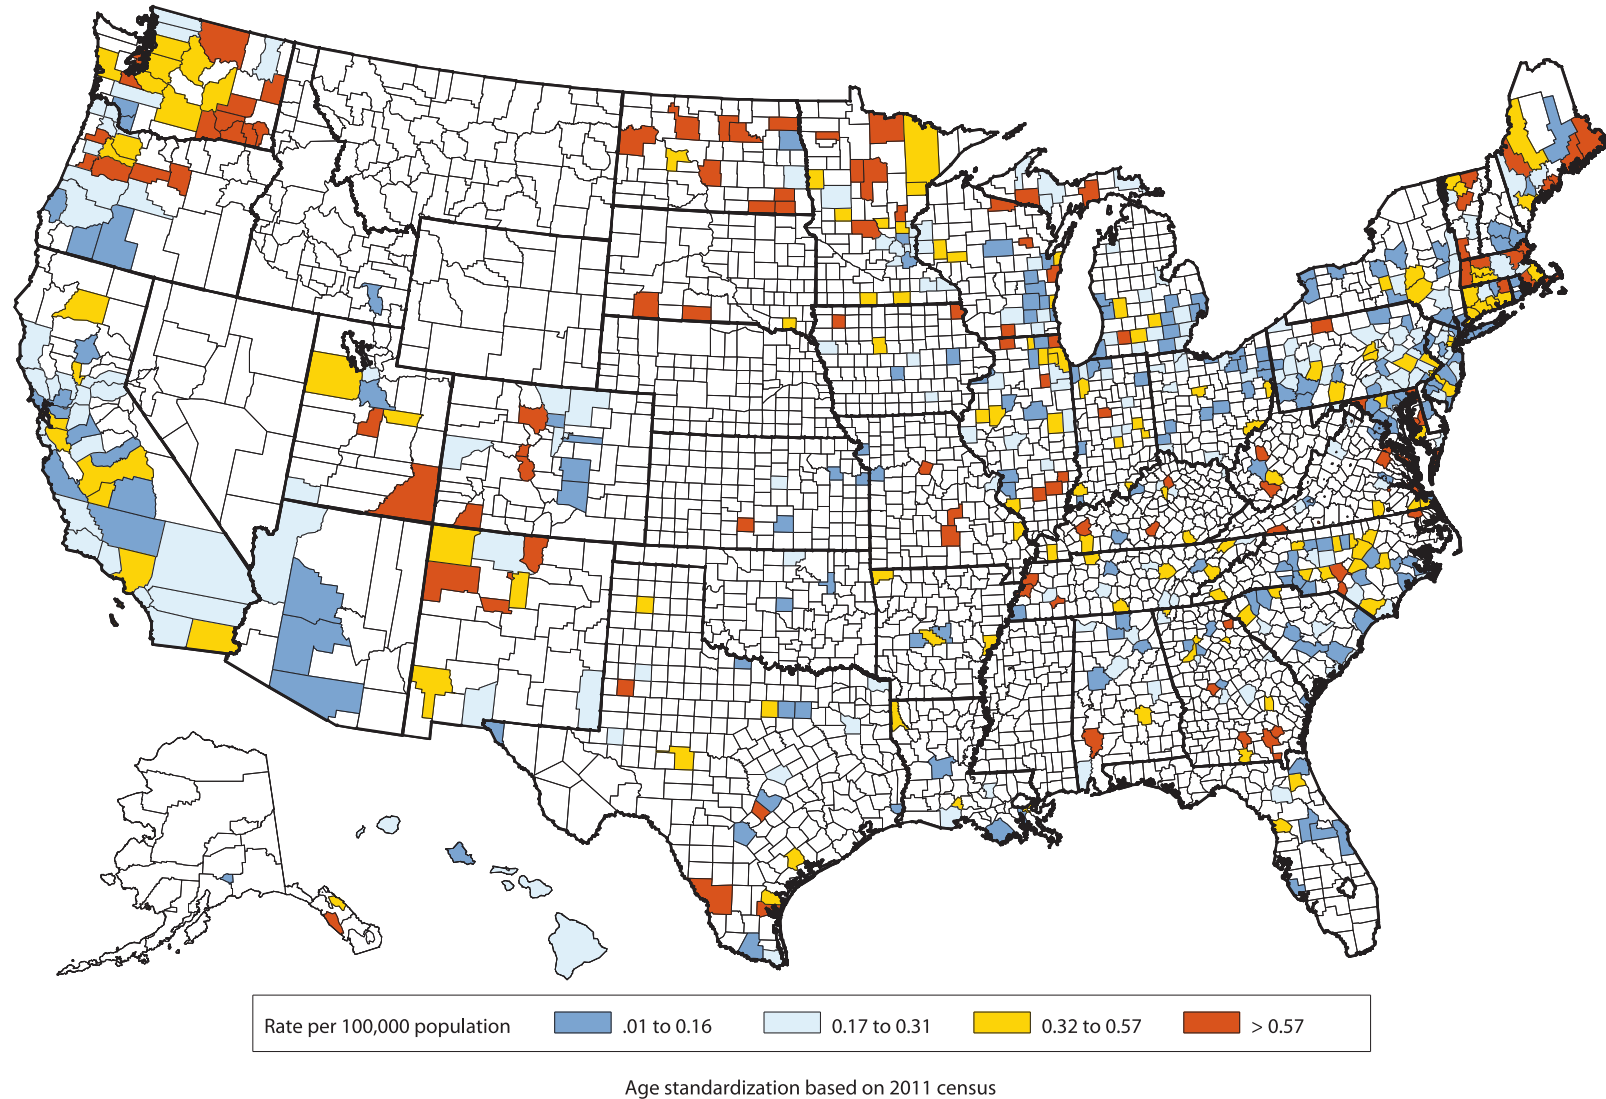 Rate per 100,000 population .01 to 0.16 0.17 to 0.31 0.32 to 0.57 > 0.57
Age standardization based on 2011 census